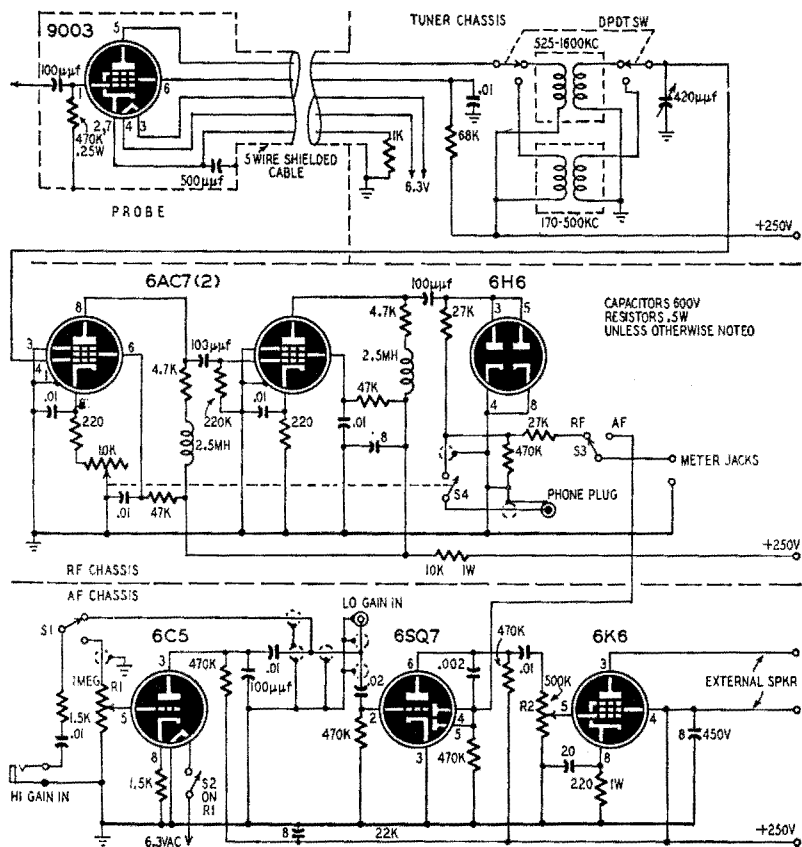 9003
5
100µµf
1
6
2,7
4
3
470K
.25W
500µµf
5 WIRE SHIELDED
CABLE
PROBE
TUNER CHASSIS
DPDT SW
525-1600KC
.01
420µµf
68K
1K
6.3V
170-500KC
+250V
6AC7(2)
8
3
4
1
6
.01
220
10K
.01
47K
4.7K
2.5MH
103µµf
220K
.01
220
47K
.01
.8
4.7K
2.5MH
100µµf
27K
6H6
3
5
4
8
CAPACITORS 600V
RESISTORS .5W
UNLESS OTHERWISE NOTED
27K
RF
AF
S3
470K
METER JACKS
S4
PHONE PLUG
10K
1W
+250V
RF CHASSIS
AF CHASSIS
S1
1MEG
R1
1.5K
.01
HI GAIN IN
6C5
3
5
8
1.5K
S2
ON
R1
6.3VAC
470K
100µµf
.01
LO GAIN IN
.02
470K
8
22K
6SQ7
6
2
4
5
3
.002
470K
470K
.01
500K
R2
20
6K6
3
5
4
8
220
1W
EXTERNAL SPKR
8
450V
+250V